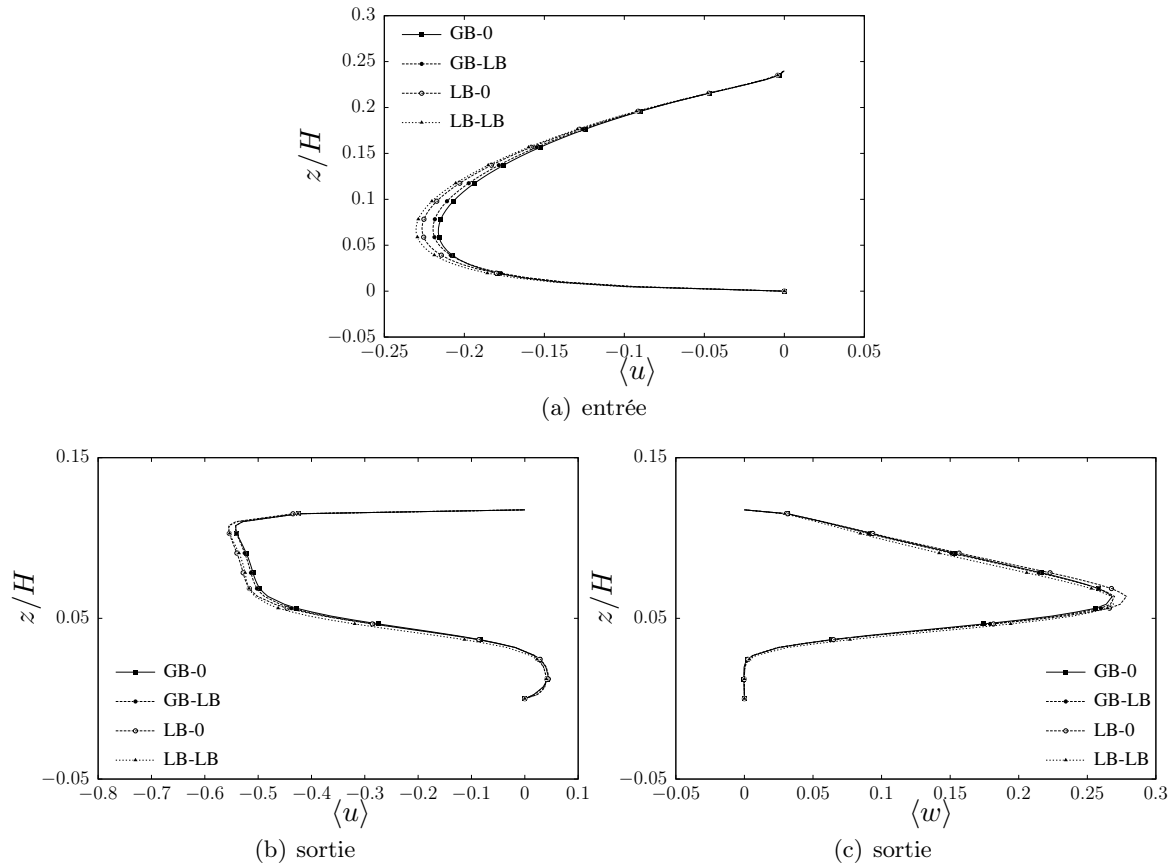 0.3
0.25
0.2
0.15
0.1
0.05
0
−0.05
z/H
GB-0
GB-LB
LB-0
LB-LB
−0.25 −0.2 −0.15 −0.1 −0.05 0 0.05
⟨u⟩
(a) entrée
0.15
0.05
−0.05
z/H
GB-0
GB-LB
LB-0
LB-LB
−0.8 −0.7 −0.6 −0.5 −0.4 −0.3 −0.2 −0.1 0 0.1
⟨u⟩
(b) sortie
0.15
0.05
−0.05
z/H
GB-0
GB-LB
LB-0
LB-LB
−0.05 0 0.05 0.1 0.15 0.2 0.25 0.3
⟨w⟩
(c) sortie